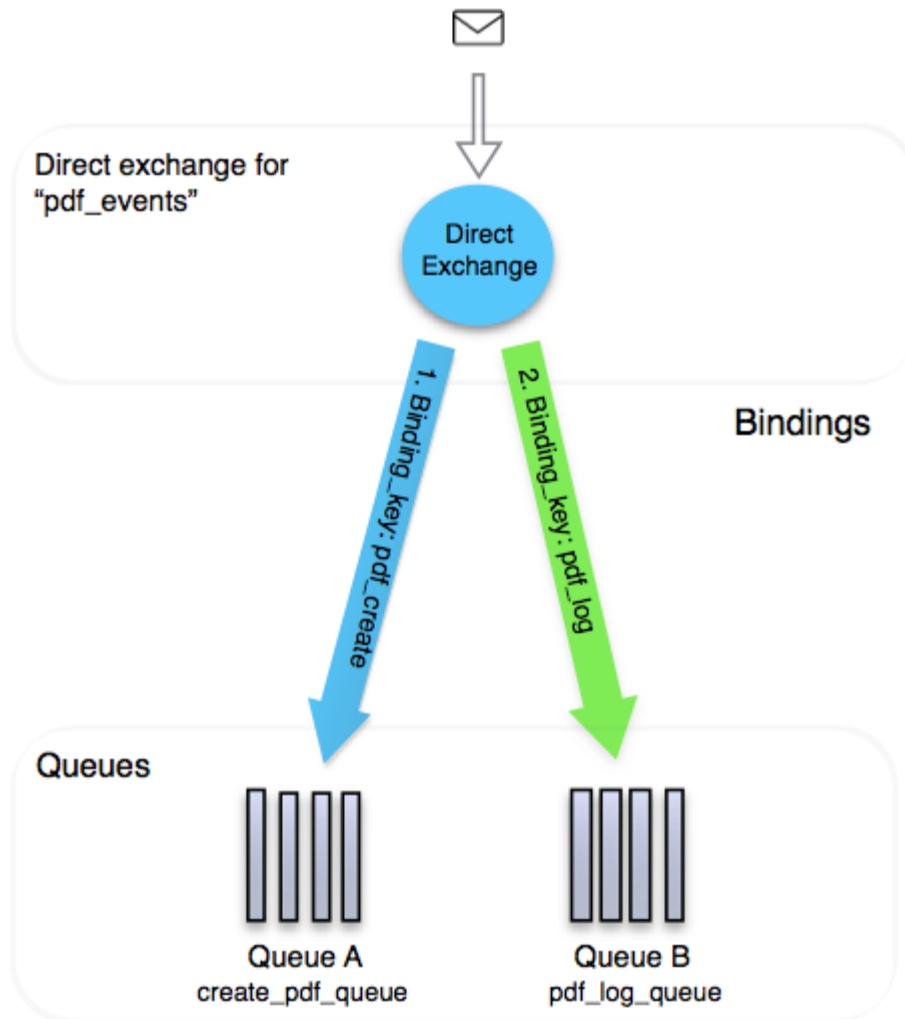 Direct exchange for
“pdf_events”
Direct
Exchange
1. Binding_key: pdf_create
2. Binding_key: pdf_log
Bindings
Queues
Queue A
create_pdf_queue
Queue B
pdf_log_queue